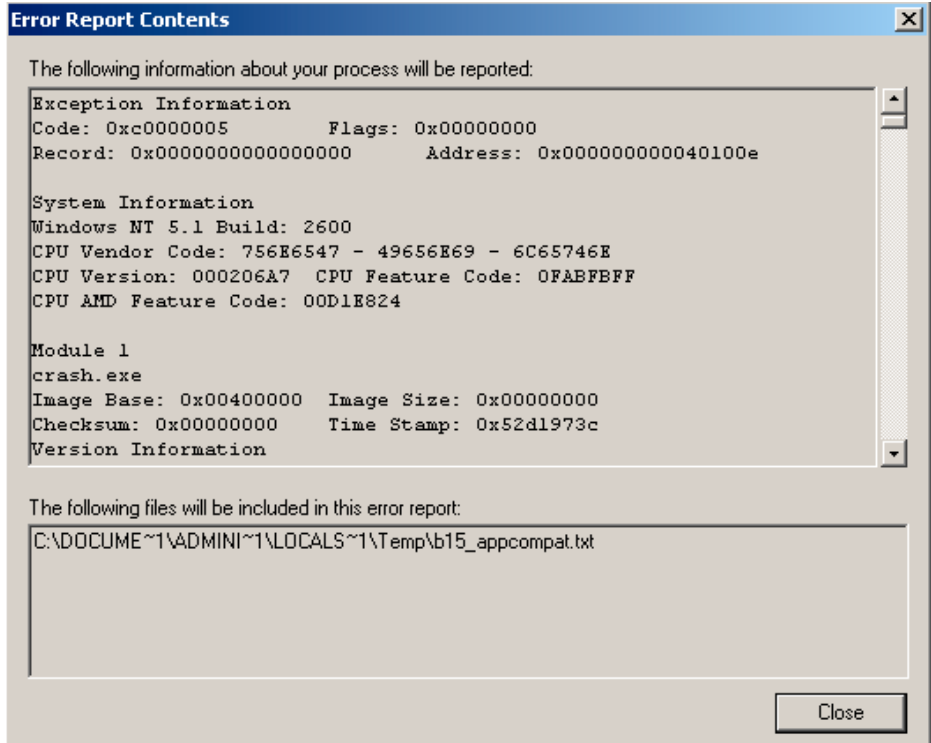 Error Report Contents
The following information about your process will be reported:
Exception Information
Code: 0xc0000005 Flags: 0x00000000
Record: 0x0000000000000000 Address: 0x000000000040100e
System Information
Windows NT 5.1 Build: 2600
CPU Vendor Code: 756E6547 - 49656E69 - 6C65746E
CPU Version: 000206A7 CPU Feature Code: 0FABFBFF
CPU AMD Feature Code: 00D1E824
Module 1
crash.exe
Image Base: 0x00400000 Image Size: 0x00000000
Checksum: 0x00000000 Time Stamp: 0x52d1973c
Version Information
The following files will be included in this error report:
C:\DOCUME~1\ADMINI~1\LOCALS~1\Temp\b15_appcompat.txt
Close